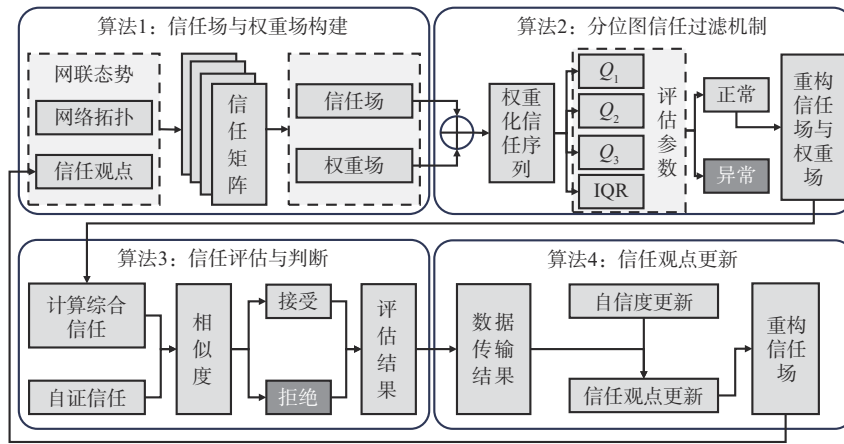 算法1：信任场与权重场构建
网联态势
网络拓扑
信任观点
信任矩阵
信任场
权重场
算法2：分位图信任过滤机制
权重化信任序列
Q1
Q2
Q3
IQR
评估参数
正常
异常
重构
信任
场与
权重
场
算法3：信任评估与判断
计算综合
信任
自证信任
相似度
接受
拒绝
评估结果
算法4：信任观点更新
数据
传输
结果
自信度更新
信任观点更新
重构
信任
场